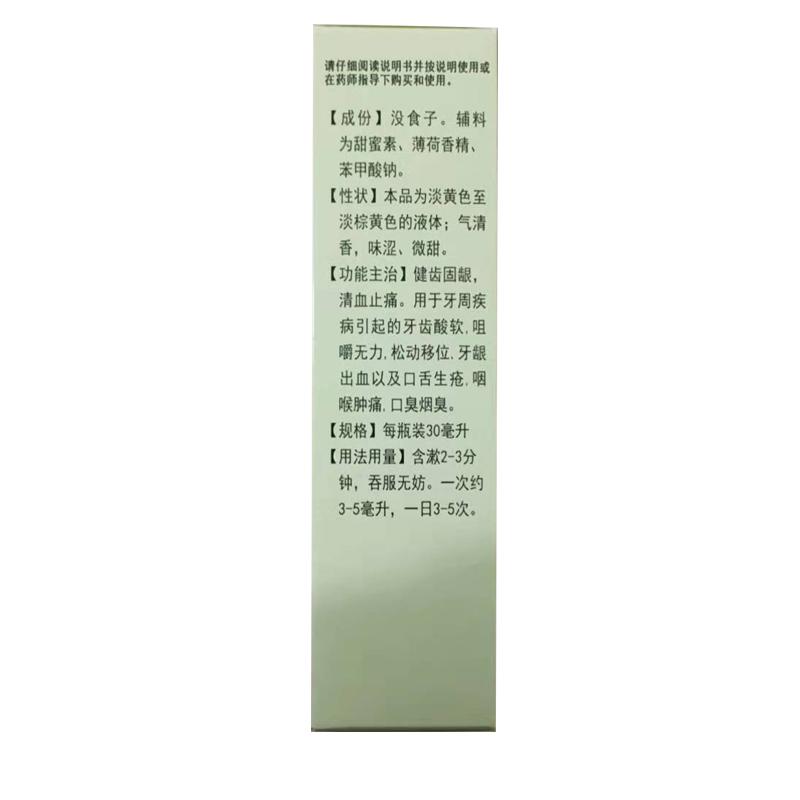 请仔细阅读说明书并按说明使用或
在药师指导下购买和使用。
【成份】没食子。辅料
为甜蜜素、薄荷香精、
苯甲酸钠。
【性状】本品为淡黄色至
淡棕黄色的液体；气清
香，味涩、微甜。
【功能主治】健齿固龈，
清血止痛。用于牙周疾
病引起的牙齿酸软,咀
嚼无力,松动移位,牙龈
出血以及口舌生疮,咽
喉肿痛,口臭烟臭。
【规格】每瓶装30毫升
【用法用量】含漱2-3分
钟，吞服无妨。一次约
3-5毫升，一日3-5次。